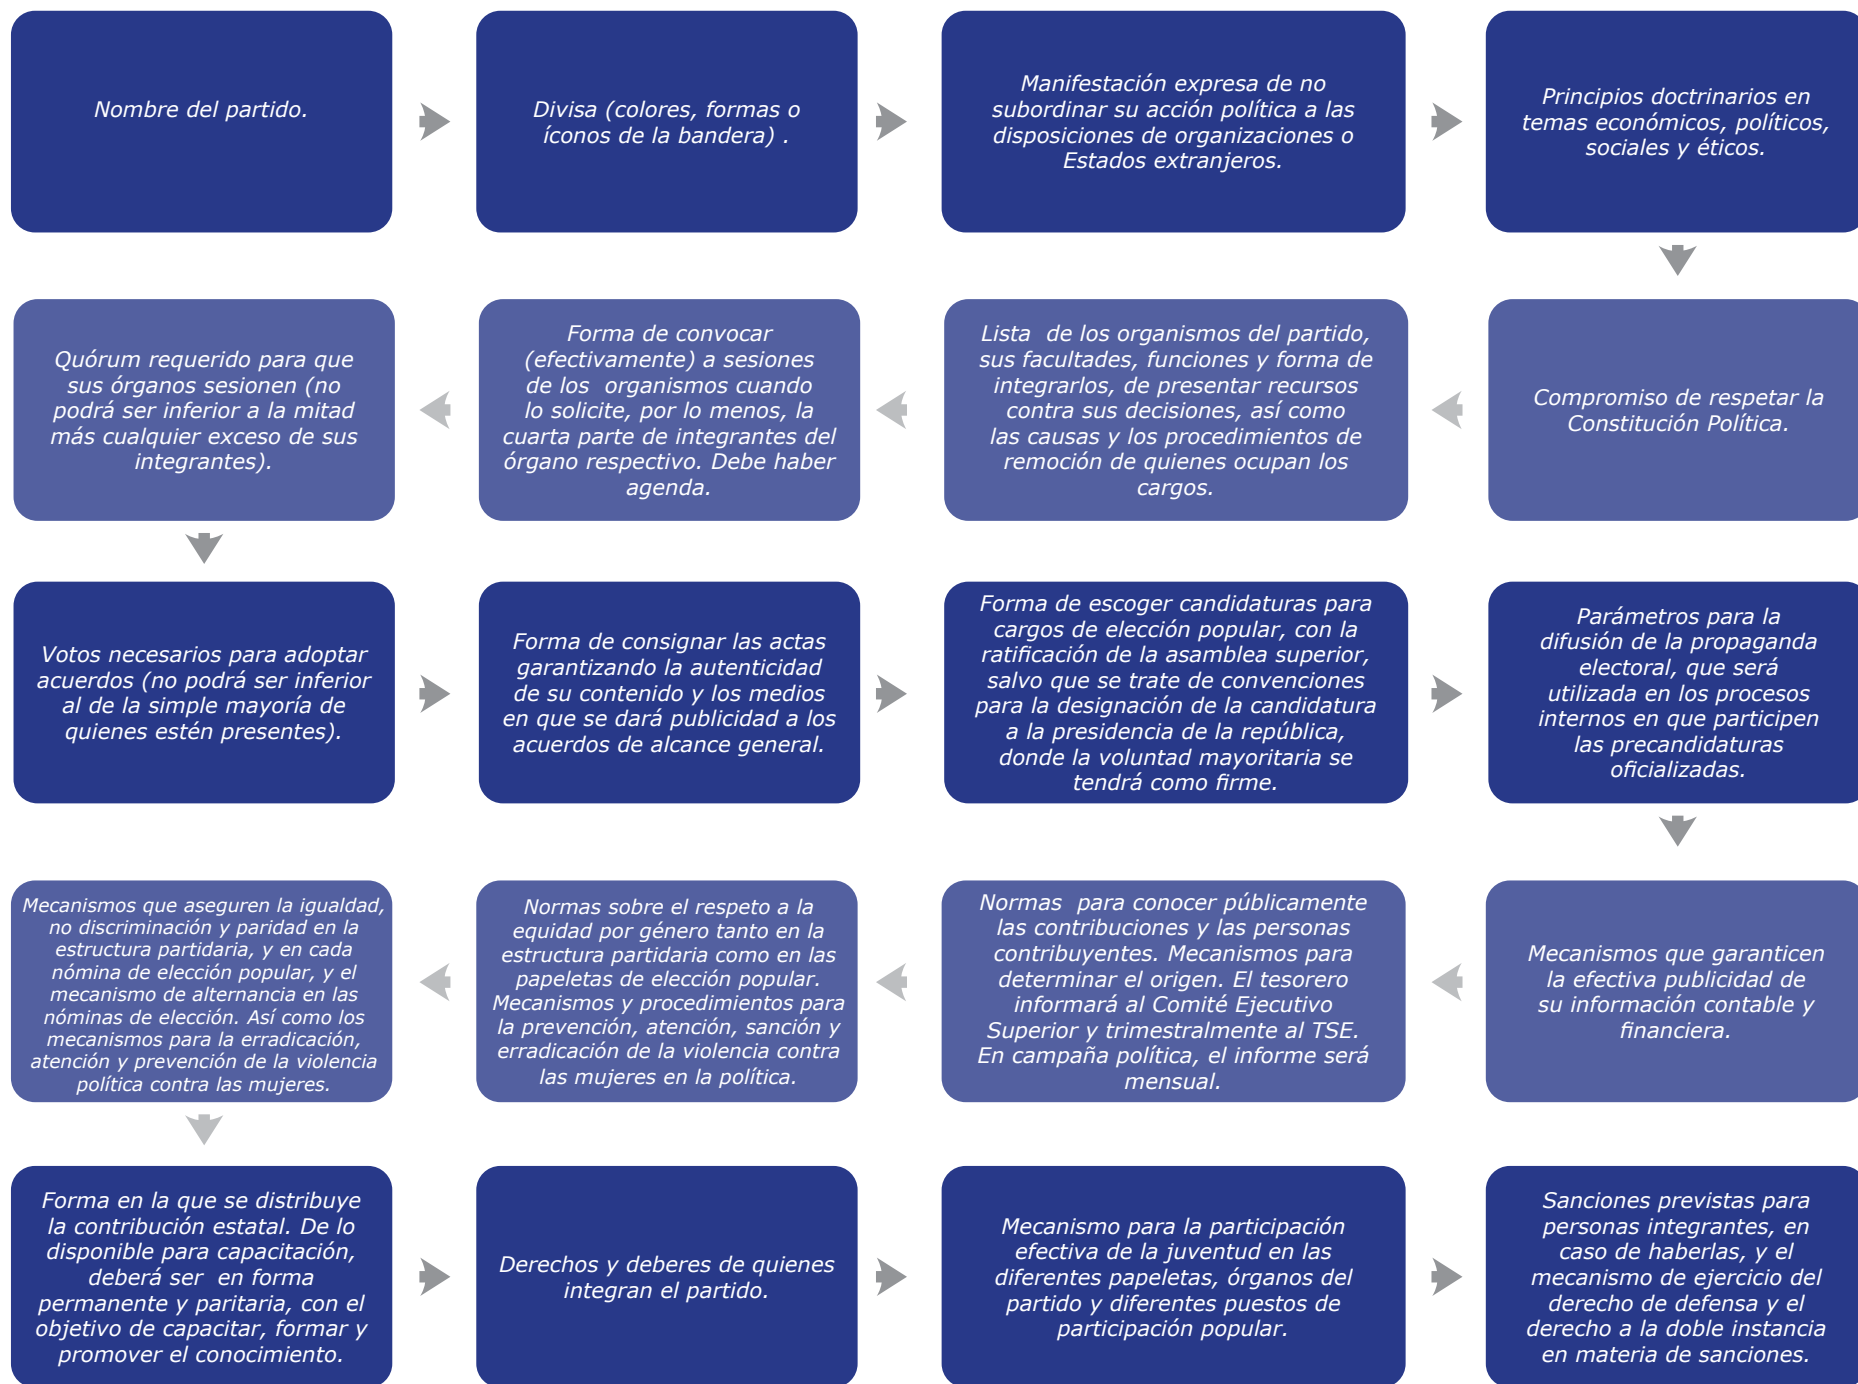 Nombre del partido.
Divisa (colores, formas o
íconos de la bandera) .
Manifestación expresa de no
subordinar su acción política a las
disposiciones de organizaciones o
Estados extranjeros.
Principios doctrinarios en
temas económicos, políticos,
sociales y éticos.
Compromiso de respetar la
Constitución Política.
Lista  de los organismos del partido,
sus facultades, funciones y forma de
integrarlos, de presentar recursos
contra sus decisiones, así como
las causas y los procedimientos de
remoción de quienes ocupan los
cargos.
Forma de convocar
(efectivamente) a sesiones
de los  organismos cuando
lo solicite, por lo menos, la
cuarta parte de integrantes del
órgano respectivo. Debe haber
agenda.
Quórum requerido para que
sus órganos sesionen (no
podrá ser inferior a la mitad
más cualquier exceso de sus
integrantes).
Votos necesarios para adoptar
acuerdos (no podrá ser inferior
al de la simple mayoría de
quienes estén presentes).
Forma de consignar las actas
garantizando la autenticidad
de su contenido y los medios
en que se dará publicidad a los
acuerdos de alcance general.
Forma de escoger candidaturas para
cargos de elección popular, con la
ratificación de la asamblea superior,
salvo que se trate de convenciones
para la designación de la candidatura
a la presidencia de la república,
donde la voluntad mayoritaria se
tendrá como firme.
Parámetros para la
difusión de la propaganda
electoral, que será
utilizada en los procesos
internos en que participen
las precandidaturas
oficializadas.
Mecanismos que garanticen
la efectiva publicidad de
su información contable y
financiera.
Normas  para conocer públicamente
las contribuciones y las personas
contribuyentes. Mecanismos para
determinar el origen. El tesorero
informará al Comité Ejecutivo
Superior y trimestralmente al TSE.
En campaña política, el informe será
mensual.
Normas sobre el respeto a la
equidad por género tanto en la
estructura partidaria como en las
papeletas de elección popular.
Mecanismos y procedimientos para
la prevención, atención, sanción y
erradicación de la violencia contra
las mujeres en la política.
Mecanismos que aseguren la igualdad,
no discriminación y paridad en la
estructura partidaria, y en cada
nómina de elección popular, y el
mecanismo de alternancia en las
nóminas de elección. Así como los
mecanismos para la erradicación,
atención y prevención de la violencia
política contra las mujeres.
Forma en la que se distribuye
la contribución estatal. De lo
disponible para capacitación,
deberá ser  en forma
permanente y paritaria, con el
objetivo de capacitar, formar y
promover el conocimiento.
Derechos y deberes de quienes
integran el partido.
Mecanismo para la participación
efectiva de la juventud en las
diferentes papeletas, órganos del
partido y diferentes puestos de
participación popular.
Sanciones previstas para
personas integrantes, en
caso de haberlas, y el
mecanismo de ejercicio del
derecho de defensa y el
derecho a la doble instancia
en materia de sanciones.